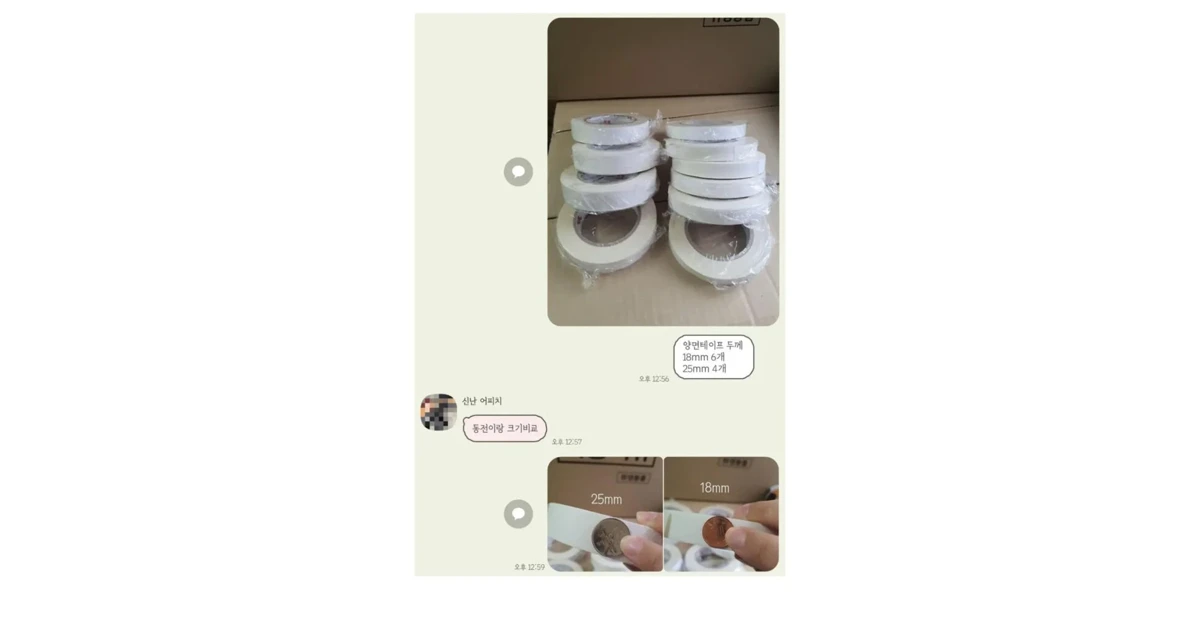 양면테이프 두께
18mm 6개
25mm 4개
오후 12:56
신난 어피치
동전이랑 크기비교
오후 12:57
25mm
18mm
오후 12:59